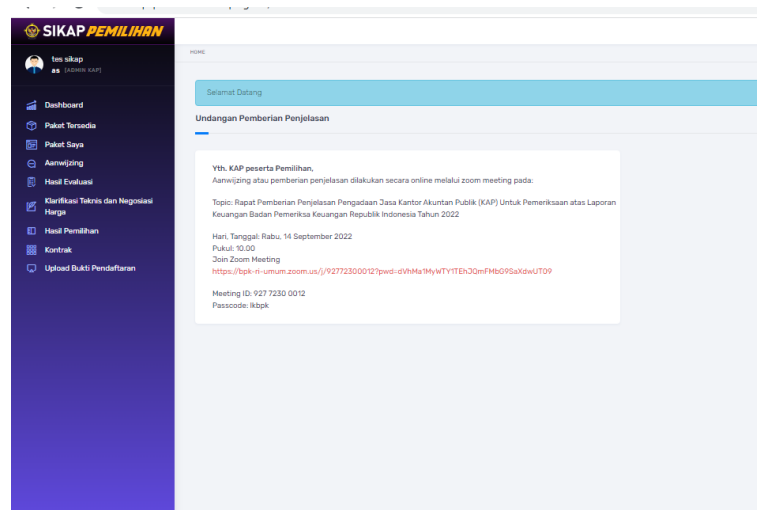 SIKAP PEMILIHAN
tes sikap
as (ADMIN KAP)
Dashboard
Paket Tersedia
Paket Saya
Aanwijzing
Hasil Evaluasi
Klarifikasi Teknis dan Negosiasi
Harga
Hasil Pemilihan
Kontrak
Upload Bukti Pendaftaran
HOME
Selamat Datang
Undangan Pemberian Penjelasan
Yth. KAP peserta Pemilihan,
Aanwijzing atau pemberian penjelasan dilakukan secara online melalui zoom meeting pada:
Topic: Rapat Pemberian Penjelasan Pengadaan Jasa Kantor Akuntan Publik (KAP) Untuk Pemeriksaan atas Laporan
Keuangan Badan Pemeriksa Keuangan Republik Indonesia Tahun 2022
Hari, Tanggal: Rabu, 14 September 2022
Pukul: 10.00
Join Zoom Meeting
https://bpk-ri-umum.zoom.us/j/92772300012?pwd=dVhMa1MyWTY1TEhJQmFMbG9SaXdwUT09
Meeting ID: 927 7230 0012
Passcode: lkbpk